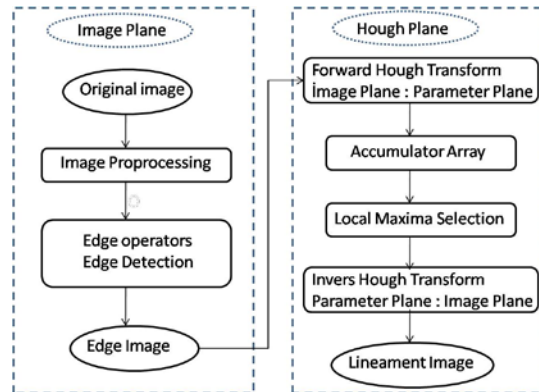 Image Plane
Original image
Image Proprocessing
Edge operators
Edge Detection
Edge Image
Hough Plane
Forward Hough Transform
İmage Plane : Parameter Plane
Accumulator Array
Local Maxima Selection
Invers Hough Transform
Parameter Plane : Image Plane
Lineament Image